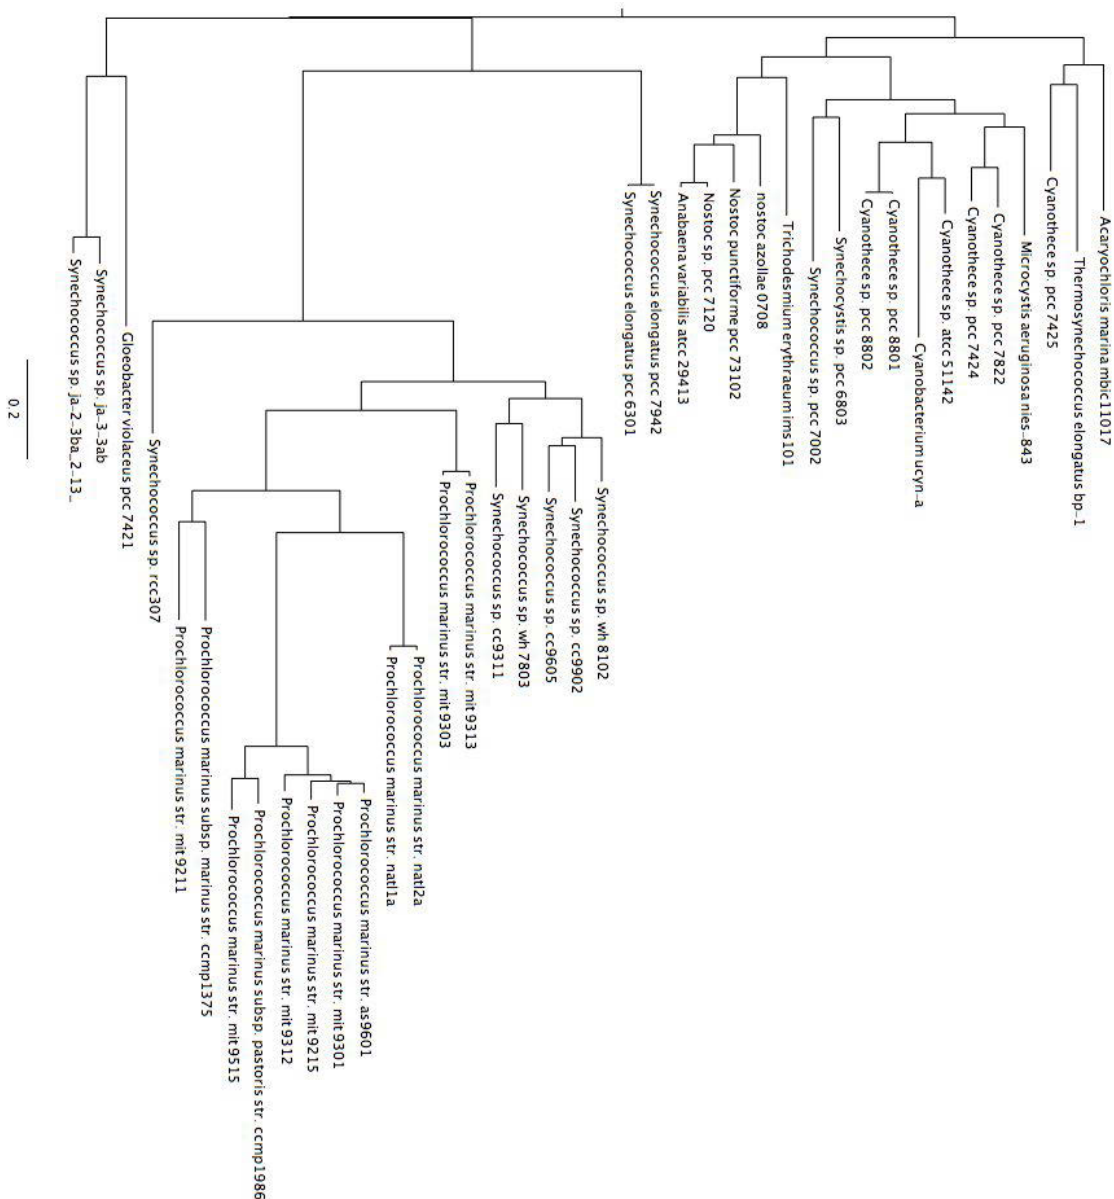 Acaryochloris marina mbic11017
Thermosynechococcus elongatus bp-1
Cyanothece sp. pcc 7425
Microcystis aeruginosa nies-843
Cyanothece sp. pcc 7822
Cyanothece sp. pcc 7424
Cyanothece sp. atcc 51142
Cyanobacterium ucyn-a
Cyanothece sp. pcc 8801
Cyanothece sp. pcc 8802
Synechocystis sp. pcc 6803
Synechococcus sp. pcc 7002
Trichodesmium erythraeum ims101
nostoc azollae 0708
Nostoc punctiforme pcc 73102
Nostoc sp. pcc 7120
Anabaena variabilis atcc 29413
Synechococcus elongatus pcc 7942
Synechococcus elongatus pcc 6301
Synechococcus sp. wh 8102
Synechococcus sp. cc9902
Synechococcus sp. cc9605
Synechococcus sp. wh 7803
Synechococcus sp. cc9311
Prochlorococcus marinus str. mit 9313
Prochlorococcus marinus str. mit 9303
Prochlorococcus marinus str. natl2a
Prochlorococcus marinus str. natl1a
Prochlorococcus marinus str. as9601
Prochlorococcus marinus str. mit 9301
Prochlorococcus marinus str. mit 9215
Prochlorococcus marinus str. mit 9312
Prochlorococcus marinus subsp. pastoris str. ccmp1986
Prochlorococcus marinus str. mit 9515
Prochlorococcus marinus subsp. marinus str. ccmp1375
Prochlorococcus marinus str. mit 9211
Synechococcus sp. rcc307
Gloeobacter violaceus pcc 7421
Synechococcus sp. ja-3-3ab
Synechococcus sp. ja-2-3ba_2-13_
0.2